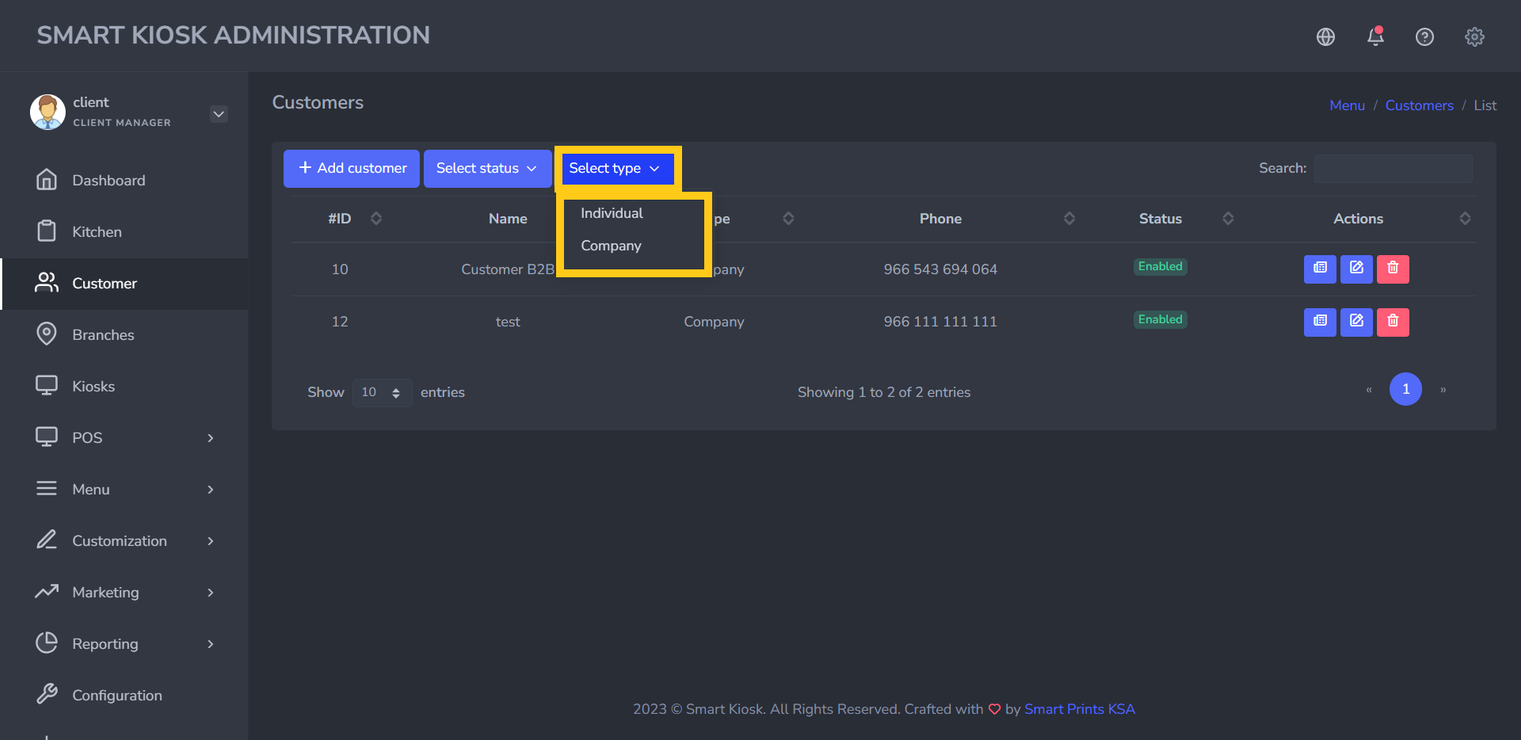 SMART KIOSK ADMINISTRATION
client
CLIENT MANAGER
Dashboard
Kitchen
Customer
Branches
Kiosks
POS
Menu
Customization
Marketing
Reporting
Configuration
Customers
Menu / Customers / List
+ Add customer
Select status
Select type
Search:
Individual
Company
#ID Name pe Phone Status Actions
10 Customer B2B pany 966 543 694 064 Enabled
12 test Company 966 111 111 111 Enabled
Show 10 entries
Showing 1 to 2 of 2 entries
« 1 »
2023 © Smart Kiosk. All Rights Reserved. Crafted with by Smart Prints KSA